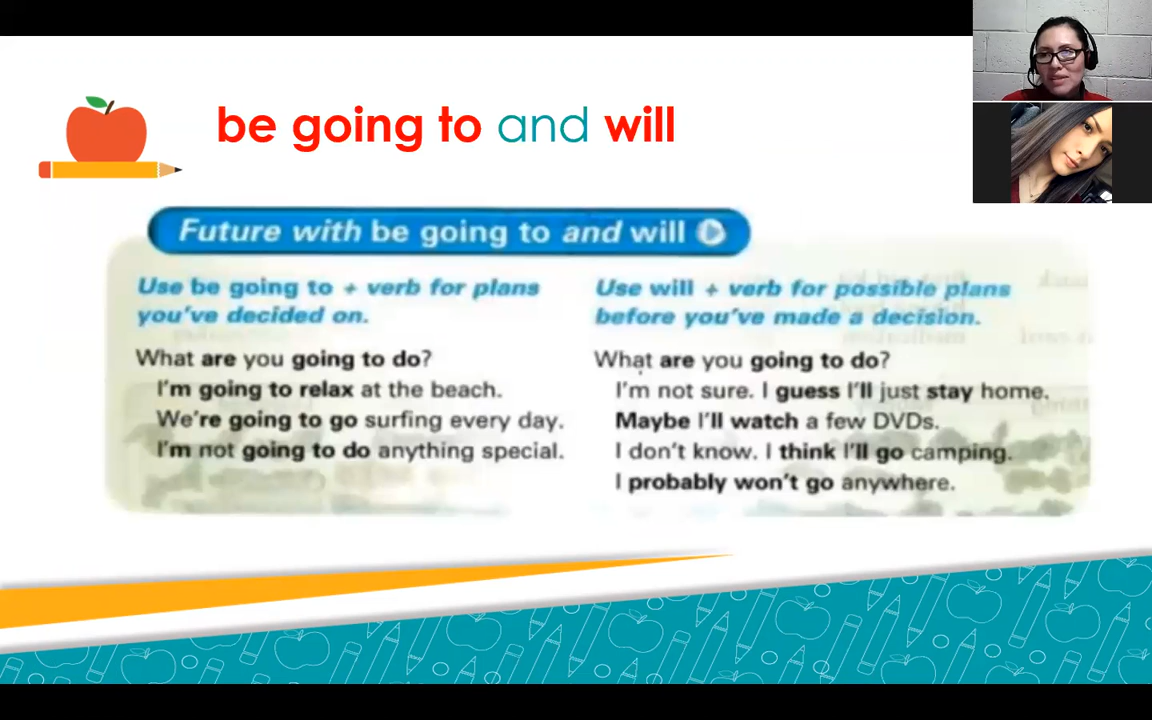 be going to and will
Future with be going to and will
Use be going to + verb for plans
you've decided on.
What are you going to do?
I'm going to relax at the beach.
We're going to go surfing every day.
I'm not going to do anything special.
Use will + verb for possible plans
before you've made a decision.
What are you going to do?
I'm not sure. I guess I'll just stay home.
Maybe I'll watch a few DVDs.
I don't know. I think I'll go camping.
I probably won't go anywhere.